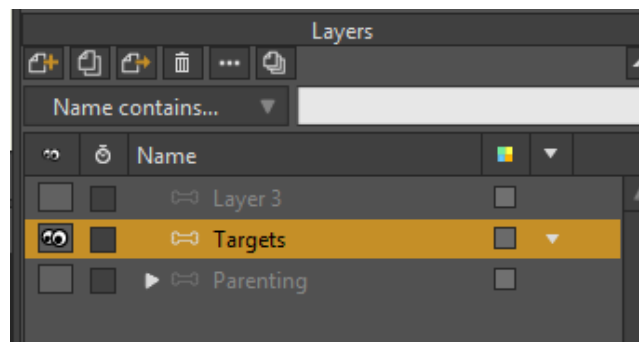 Layers
Name contains...
Name
Layer 3
Targets
Parenting